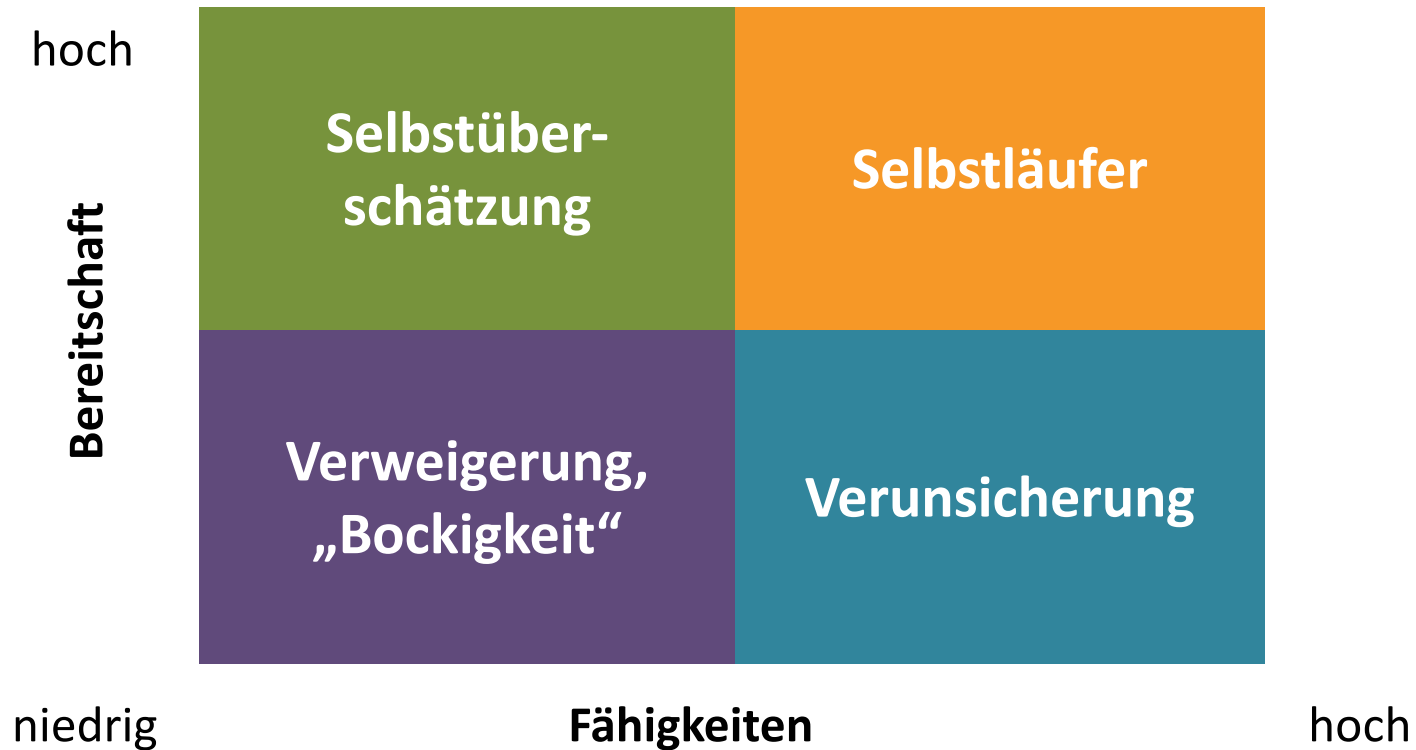 hoch
Selbstüber-
schätzung
Selbstläufer
Bereitschaft
Verweigerung,
„Bockigkeit“
Verunsicherung
niedrig
Fähigkeiten
hoch